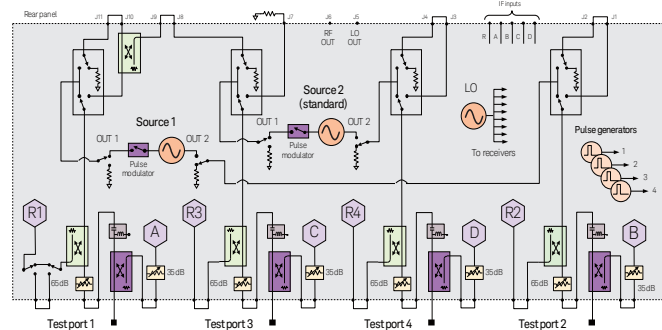 Rear panel
J11 J10 J9 J8 J7 J6 J5 J4 J3 J2 J1
RF OUT
LO OUT
IF inputs
R A B C D
Source 1
OUT 1
OUT 2
Pulse modulator
Source 2
(standard)
OUT 1
OUT 2
Pulse modulator
LO
To receivers
Pulse generators
1
2
3
4
R1
A
R3
C
R4
D
R2
B
65dB
35dB
65dB
35dB
65dB
35dB
65dB
35dB
Test port 1
Test port 3
Test port 4
Test port 2